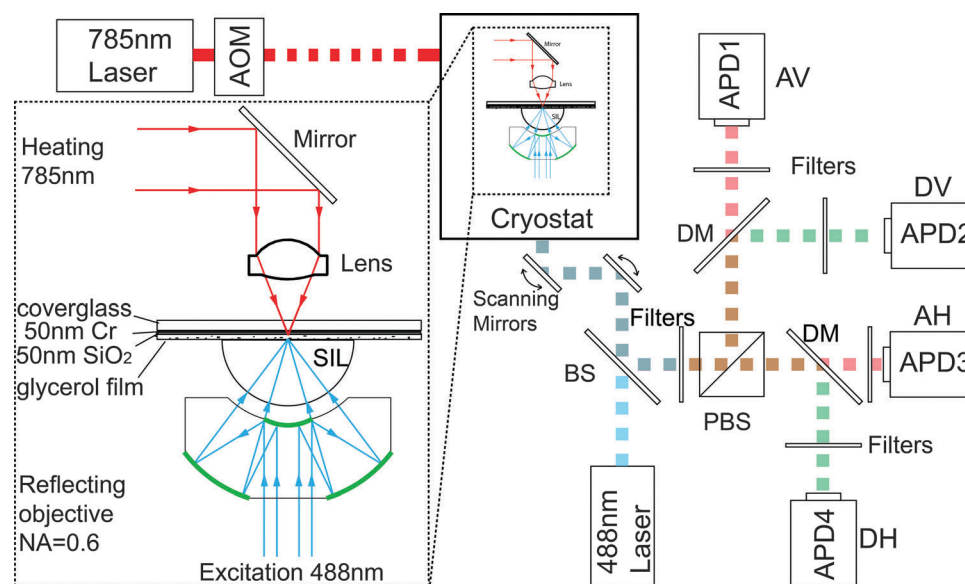 785nm
Laser
AOM
Mirror
Lens
SIL
Cryostat
Heating
785nm
Mirror
Lens
coverglass
50nm Cr
50nm SiO₂
glycerol film
SIL
Reflecting
objective
NA=0.6
Excitation 488nm
Scanning
Mirrors
BS
Filters
PBS
488nm
Laser
APD1
AV
Filters
DM
DV
APD2
DM
AH
APD3
Filters
APD4
DH